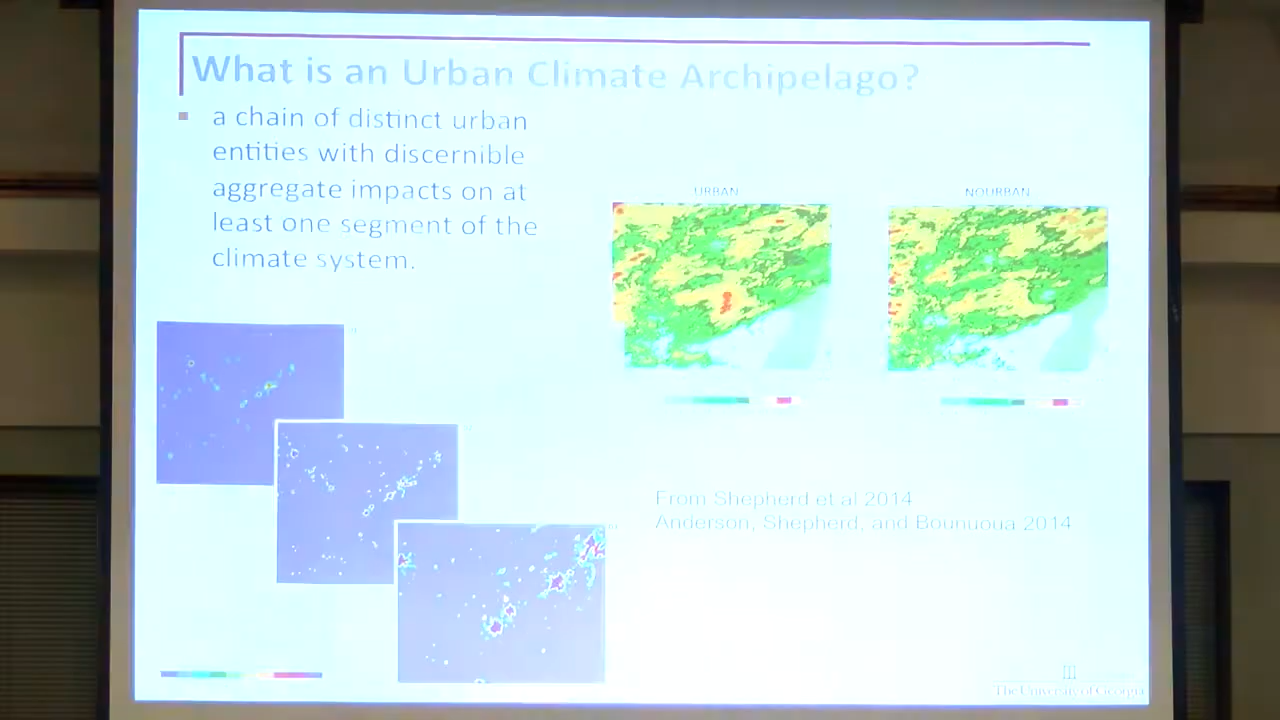 What is an Urban Climate Archipelago?
a chain of distinct urban
entities with discernible
aggregate impacts on at
least one segment of the
climate system.
URBAN
NOURBAN
From Shepherd et al 2014
Anderson, Shepherd, and Bounuoua 2014
The University of Georgia